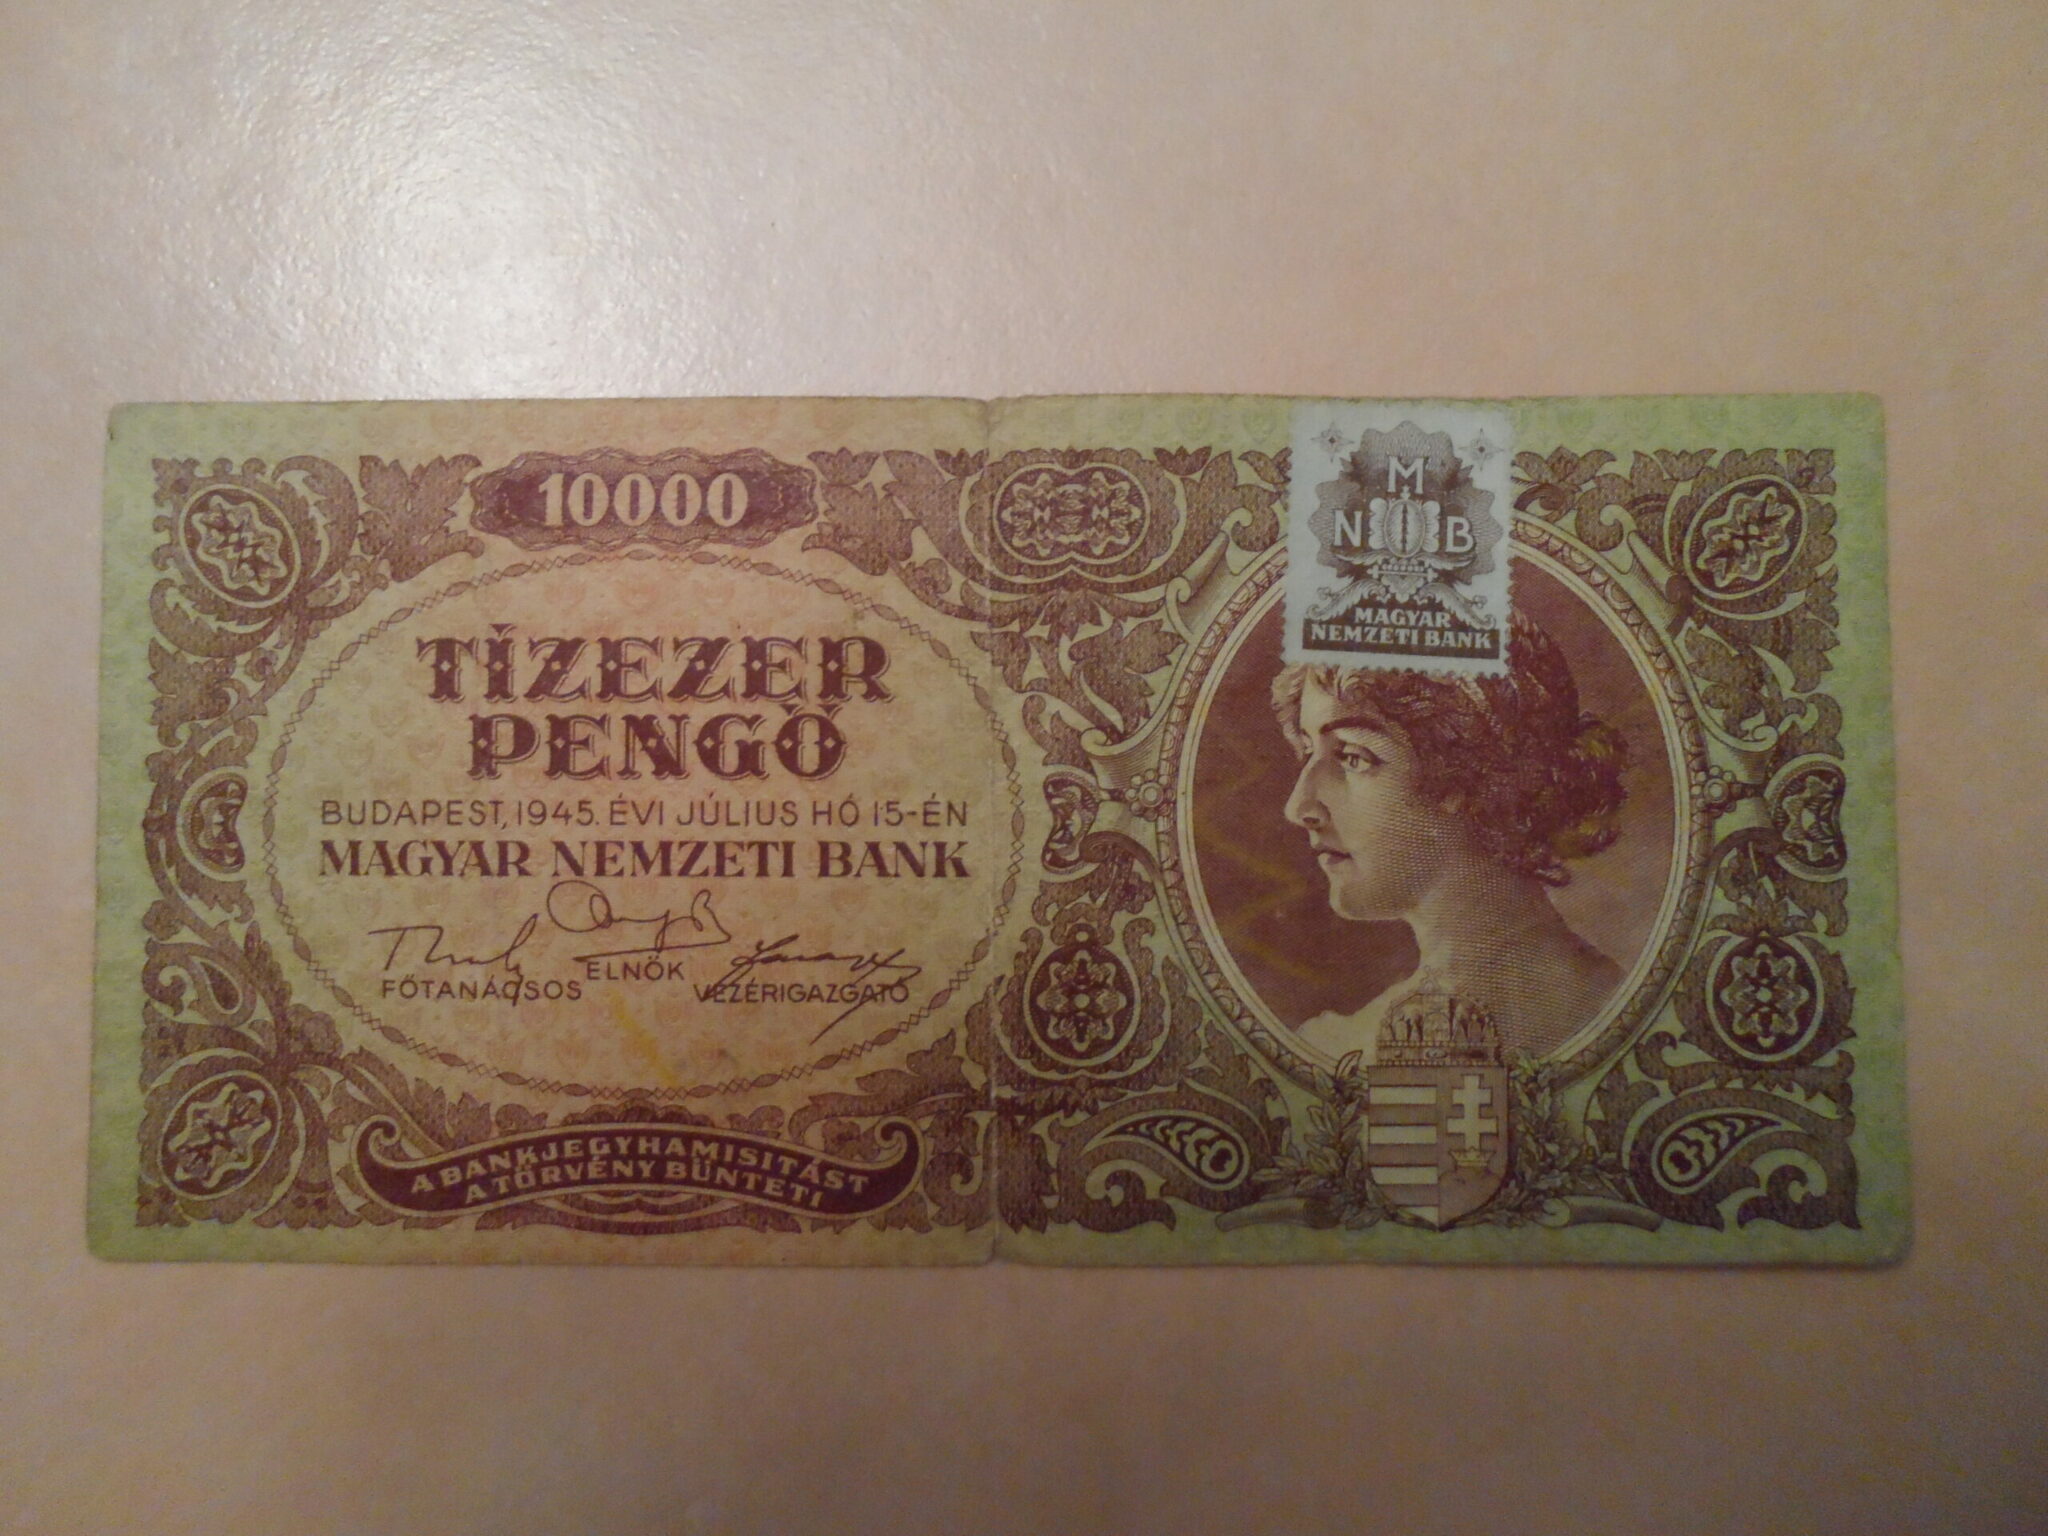 10000
TÍZEZER
PENGŐ
BUDAPEST, 1945. ÉVI JÚLIUS HÓ 15-ÉN
MAGYAR NEMZETI BANK
FŐTANÁCSOS
ELNÖK
VEZÉRIGAZGATÓ
A BANKJEGYHAMISITÁST
A TÖRVÉNY BÜNTETI
M
N B
MAGYAR
NEMZETI BANK